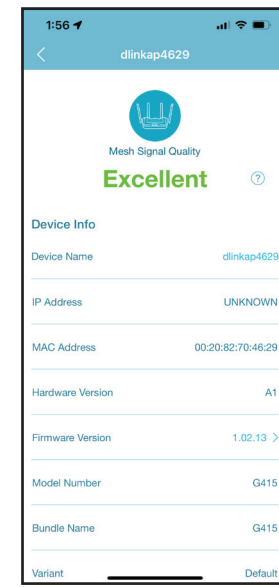 1:56
dlinkap4629
Mesh Signal Quality
Excellent ?
Device Info
Device Name dlinkap4629
IP Address UNKNOWN
MAC Address 00:20:82:70:46:29
Hardware Version A1
Firmware Version 1.02.13 >
Model Number G415
Bundle Name G415
Variant Default